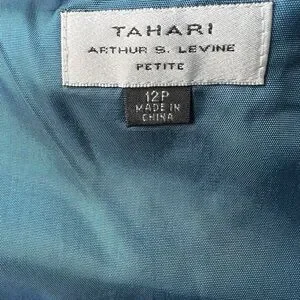 TAHARI
ARTHUR S. LEVINE
PETITE
12P
MADE IN
CHINA